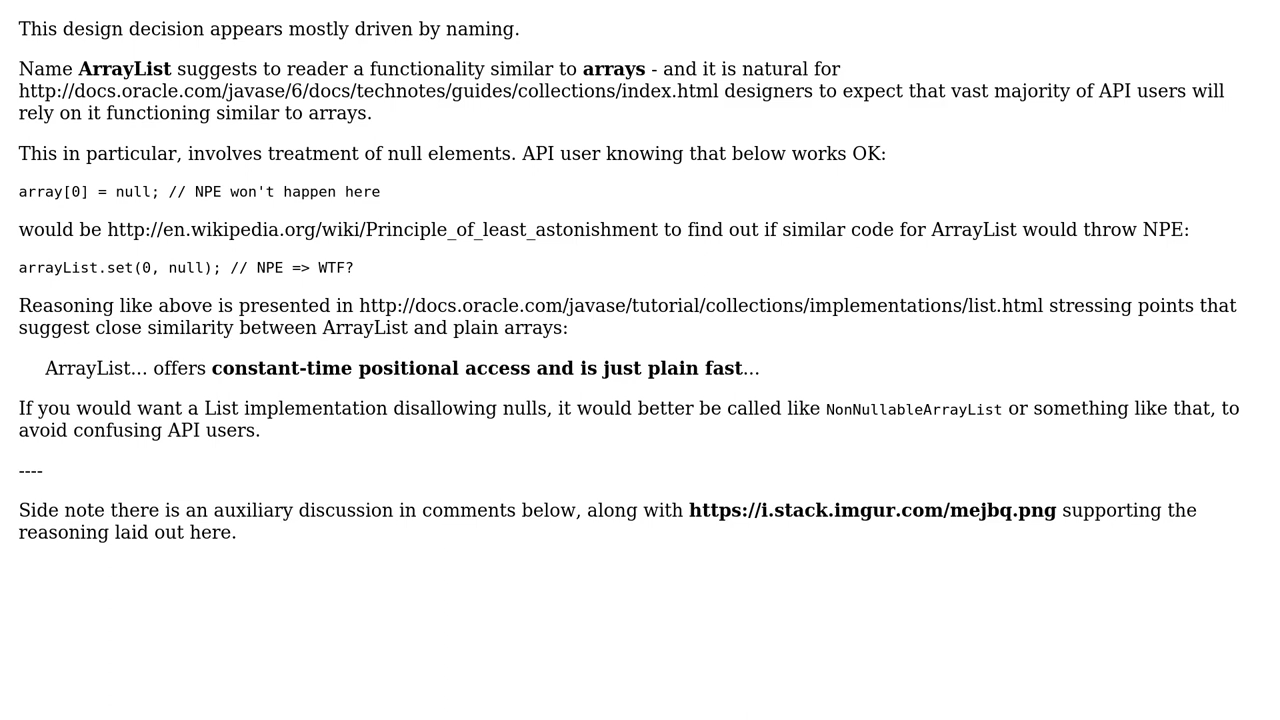 This design decision appears mostly driven by naming.
Name ArrayList suggests to reader a functionality similar to arrays - and it is natural for
http://docs.oracle.com/javase/6/docs/technotes/guides/collections/index.html designers to expect that vast majority of API users will
rely on it functioning similar to arrays.
This in particular, involves treatment of null elements. API user knowing that below works OK:
array[0] = null; // NPE won't happen here
would be http://en.wikipedia.org/wiki/Principle_of_least_astonishment to find out if similar code for ArrayList would throw NPE:
arrayList.set(0, null); // NPE => WTF?
Reasoning like above is presented in http://docs.oracle.com/javase/tutorial/collections/implementations/list.html stressing points that
suggest close similarity between ArrayList and plain arrays:
ArrayList... offers constant-time positional access and is just plain fast...
If you would want a List implementation disallowing nulls, it would better be called like NonNullableArrayList or something like that, to
avoid confusing API users.
----
Side note there is an auxiliary discussion in comments below, along with https://i.stack.imgur.com/mejbq.png supporting the
reasoning laid out here.